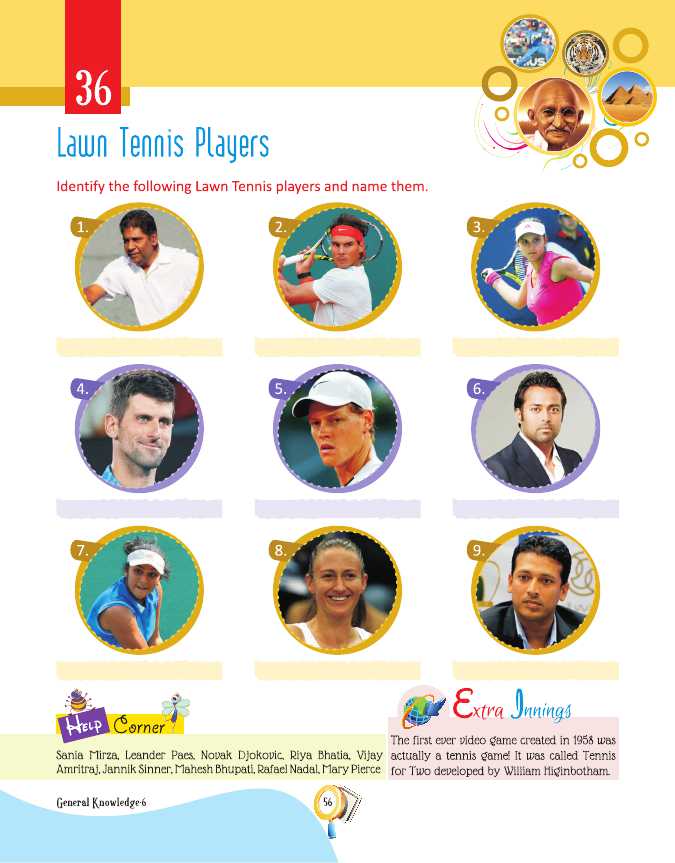 36
Lawn Tennis Players
Identify the following Lawn Tennis players and name them.
1.
2.
3.
4.
5.
6.
7.
8.
9.
Help Corner
Sania Mirza, Leander Paes, Novak Djokovic, Riya Bhatia, Vijay
Amritraj, Jannik Sinner, Mahesh Bhupati, Rafael Nadal, Mary Pierce
Extra Innings
The first ever video game created in 1958 was
actually a tennis game! It was called Tennis
for Two developed by William Higinbotham.
General Knowledge-6
56